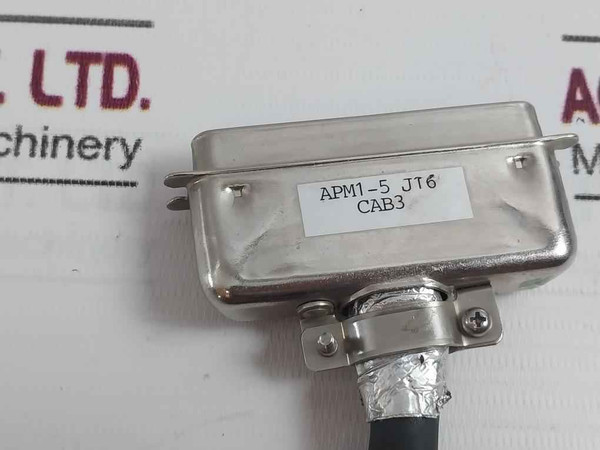 . LTD.
chinery
APM1-5 JT6
CAB3
A
M